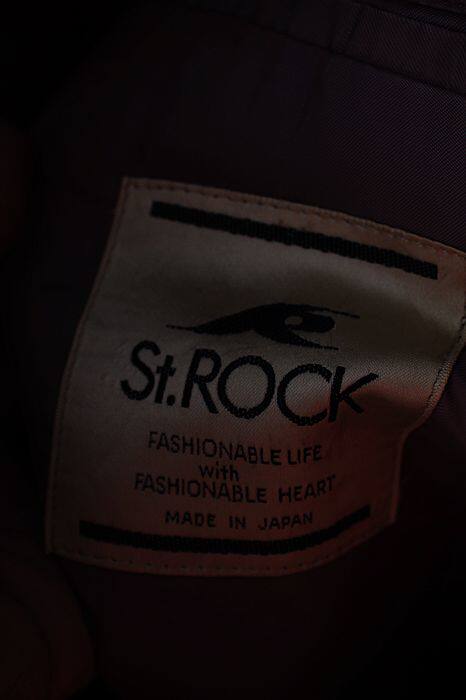 St.ROCK
FASHIONABLE LIFE
with
FASHIONABLE HEART
MADE IN JAPAN